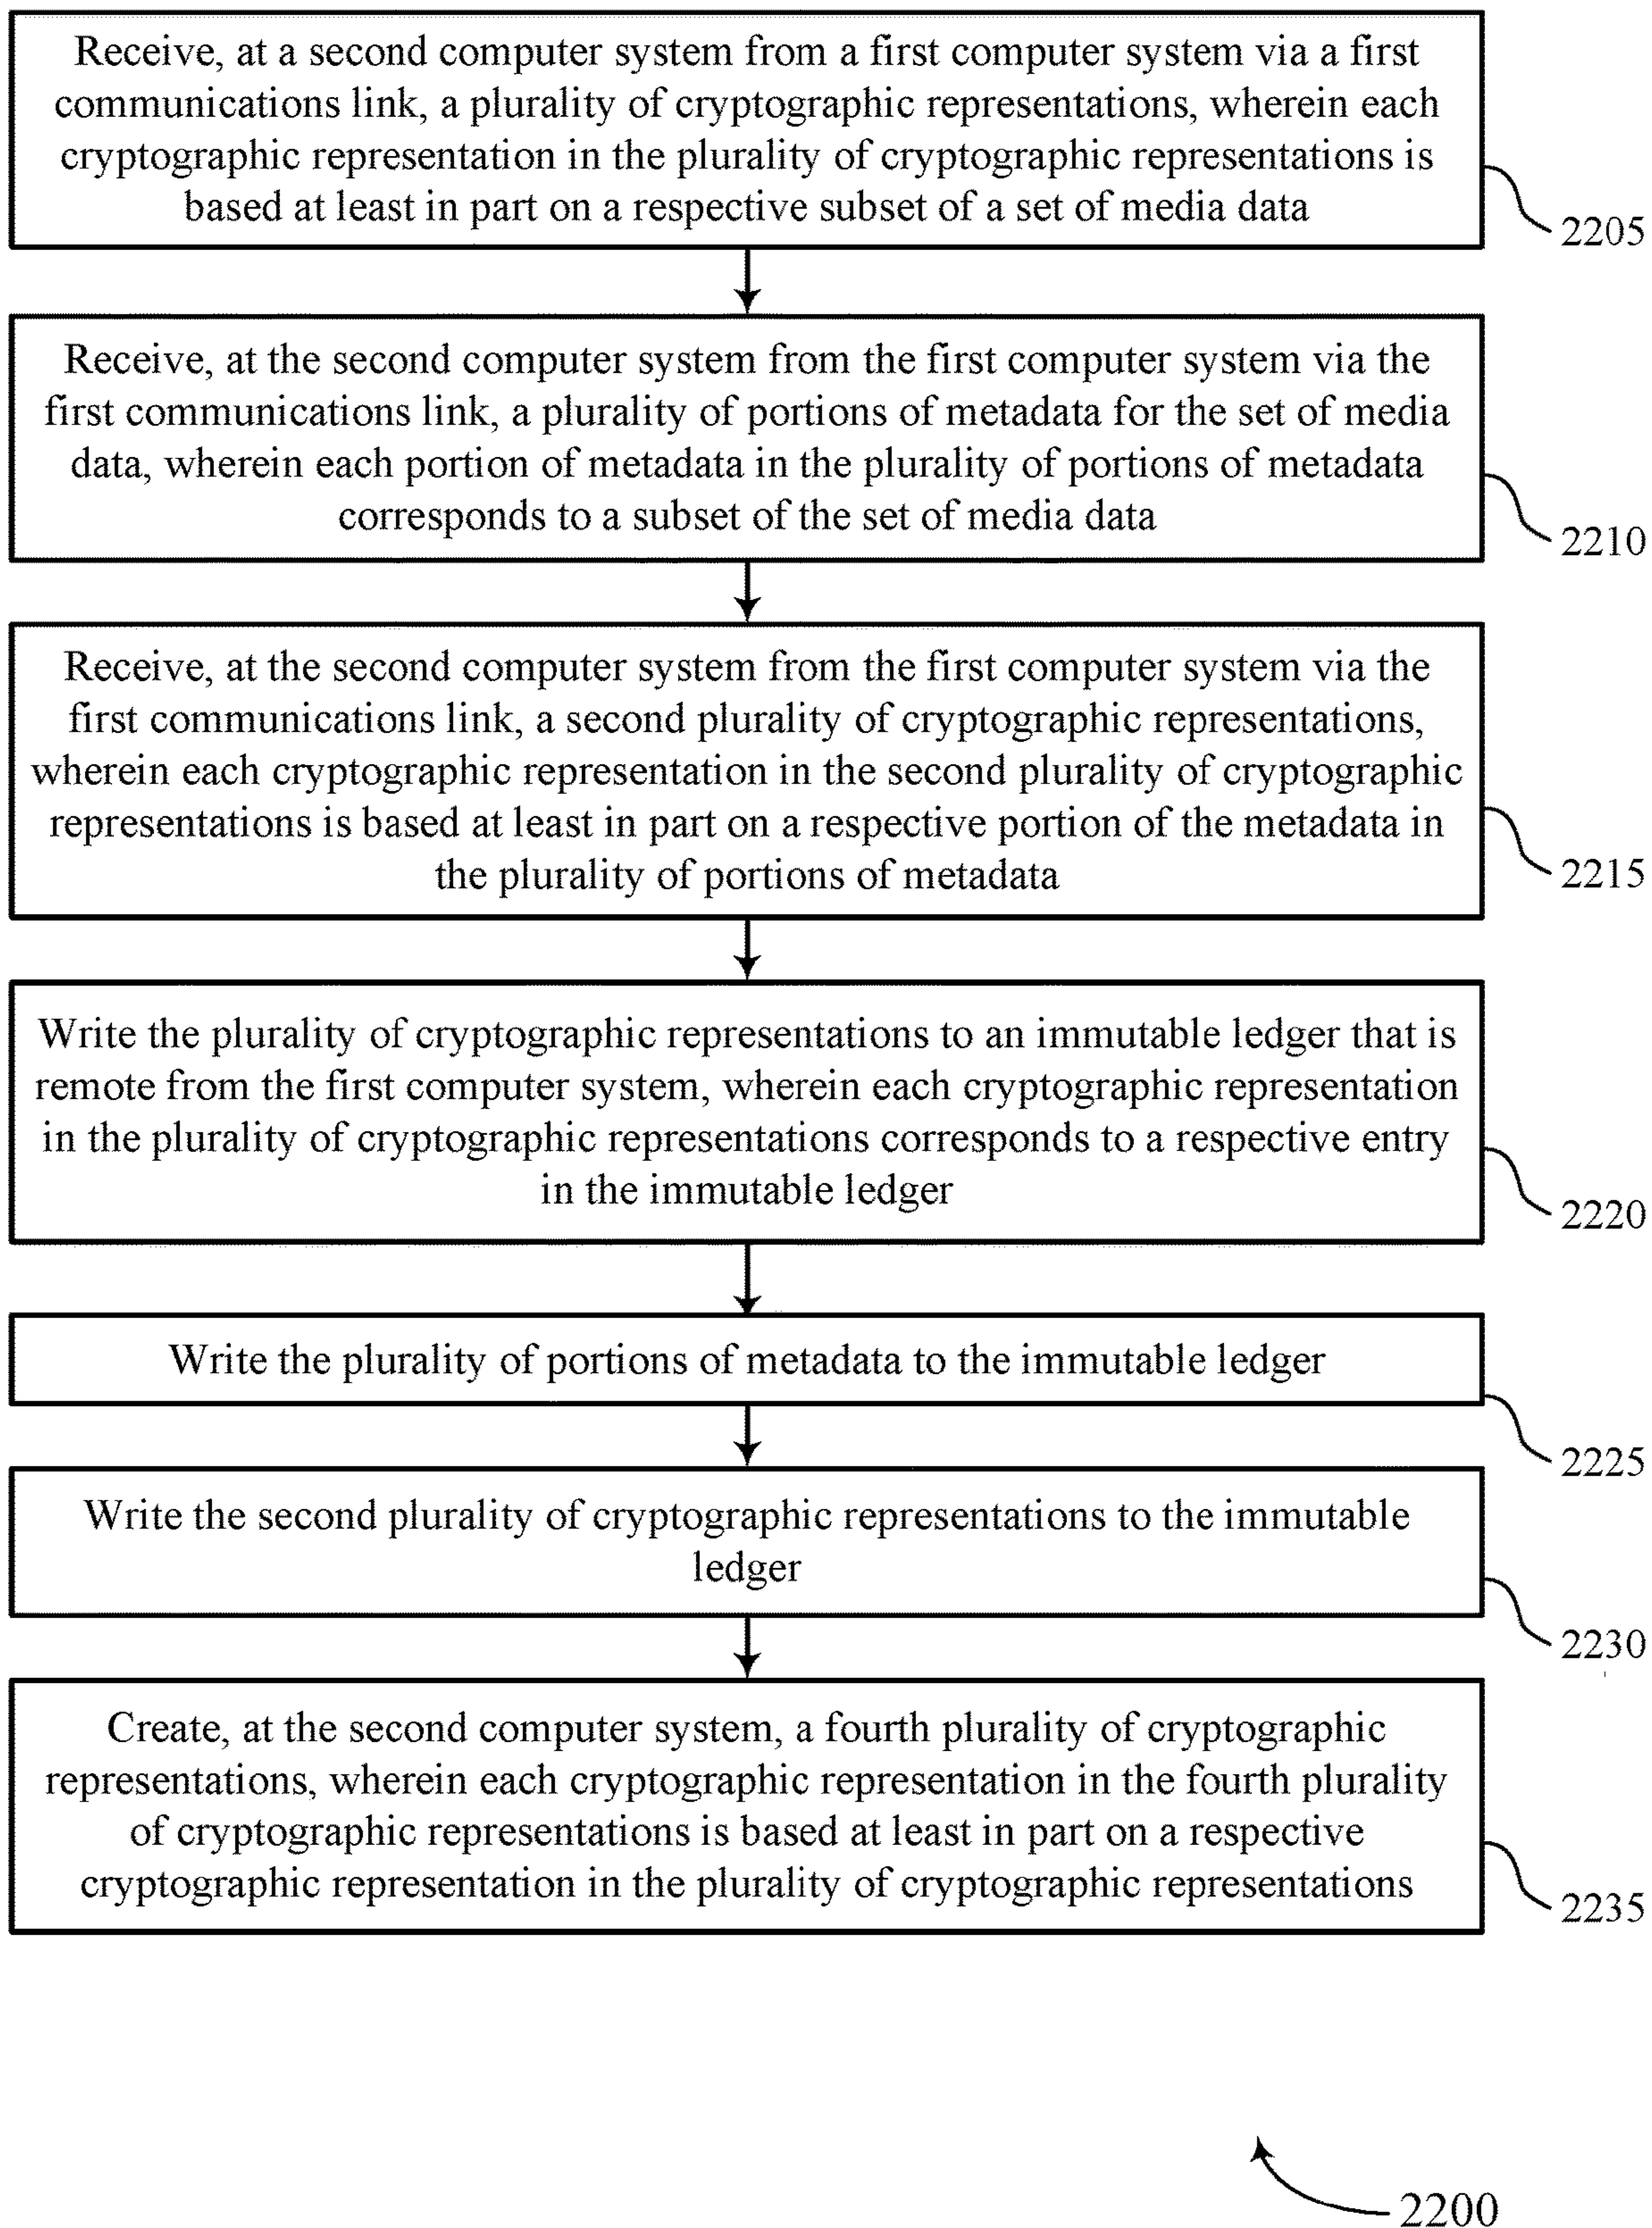 Receive, at a second computer system from a first computer system via a first
communications link, a plurality of cryptographic representations, wherein each
cryptographic representation in the plurality of cryptographic representations is
based at least in part on a respective subset of a set of media data
2205
Receive, at the second computer system from the first computer system via the
first communications link, a plurality of portions of metadata for the set of media
data, wherein each portion of metadata in the plurality of portions of metadata
corresponds to a subset of the set of media data
2210
Receive, at the second computer system from the first computer system via the
first communications link, a second plurality of cryptographic representations,
wherein each cryptographic representation in the second plurality of cryptographic
representations is based at least in part on a respective portion of the metadata in
the plurality of portions of metadata
2215
Write the plurality of cryptographic representations to an immutable ledger that is
remote from the first computer system, wherein each cryptographic representation
in the plurality of cryptographic representations corresponds to a respective entry
in the immutable ledger
2220
Write the plurality of portions of metadata to the immutable ledger
2225
Write the second plurality of cryptographic representations to the immutable
ledger
2230
Create, at the second computer system, a fourth plurality of cryptographic
representations, wherein each cryptographic representation in the fourth plurality
of cryptographic representations is based at least in part on a respective
cryptographic representation in the plurality of cryptographic representations
2235
2200